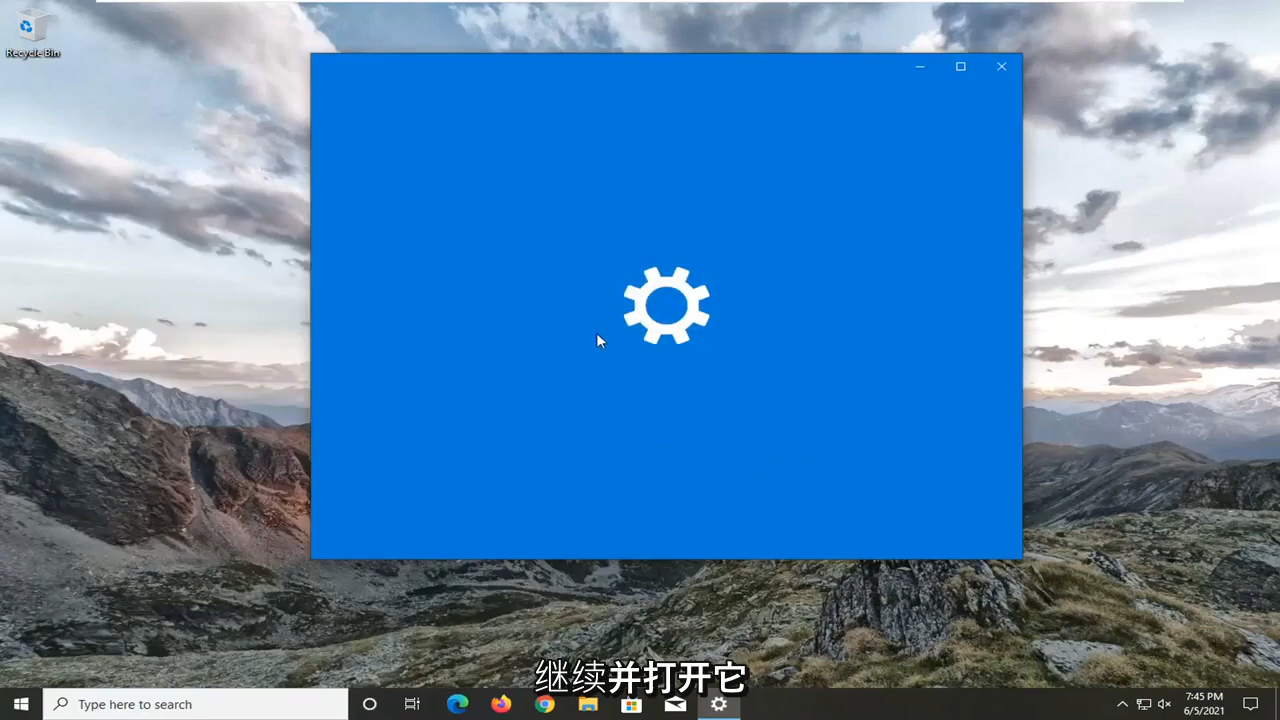 Recycle Bin
继续并打开它
Type here to search
7:45 PM
6/5/2021